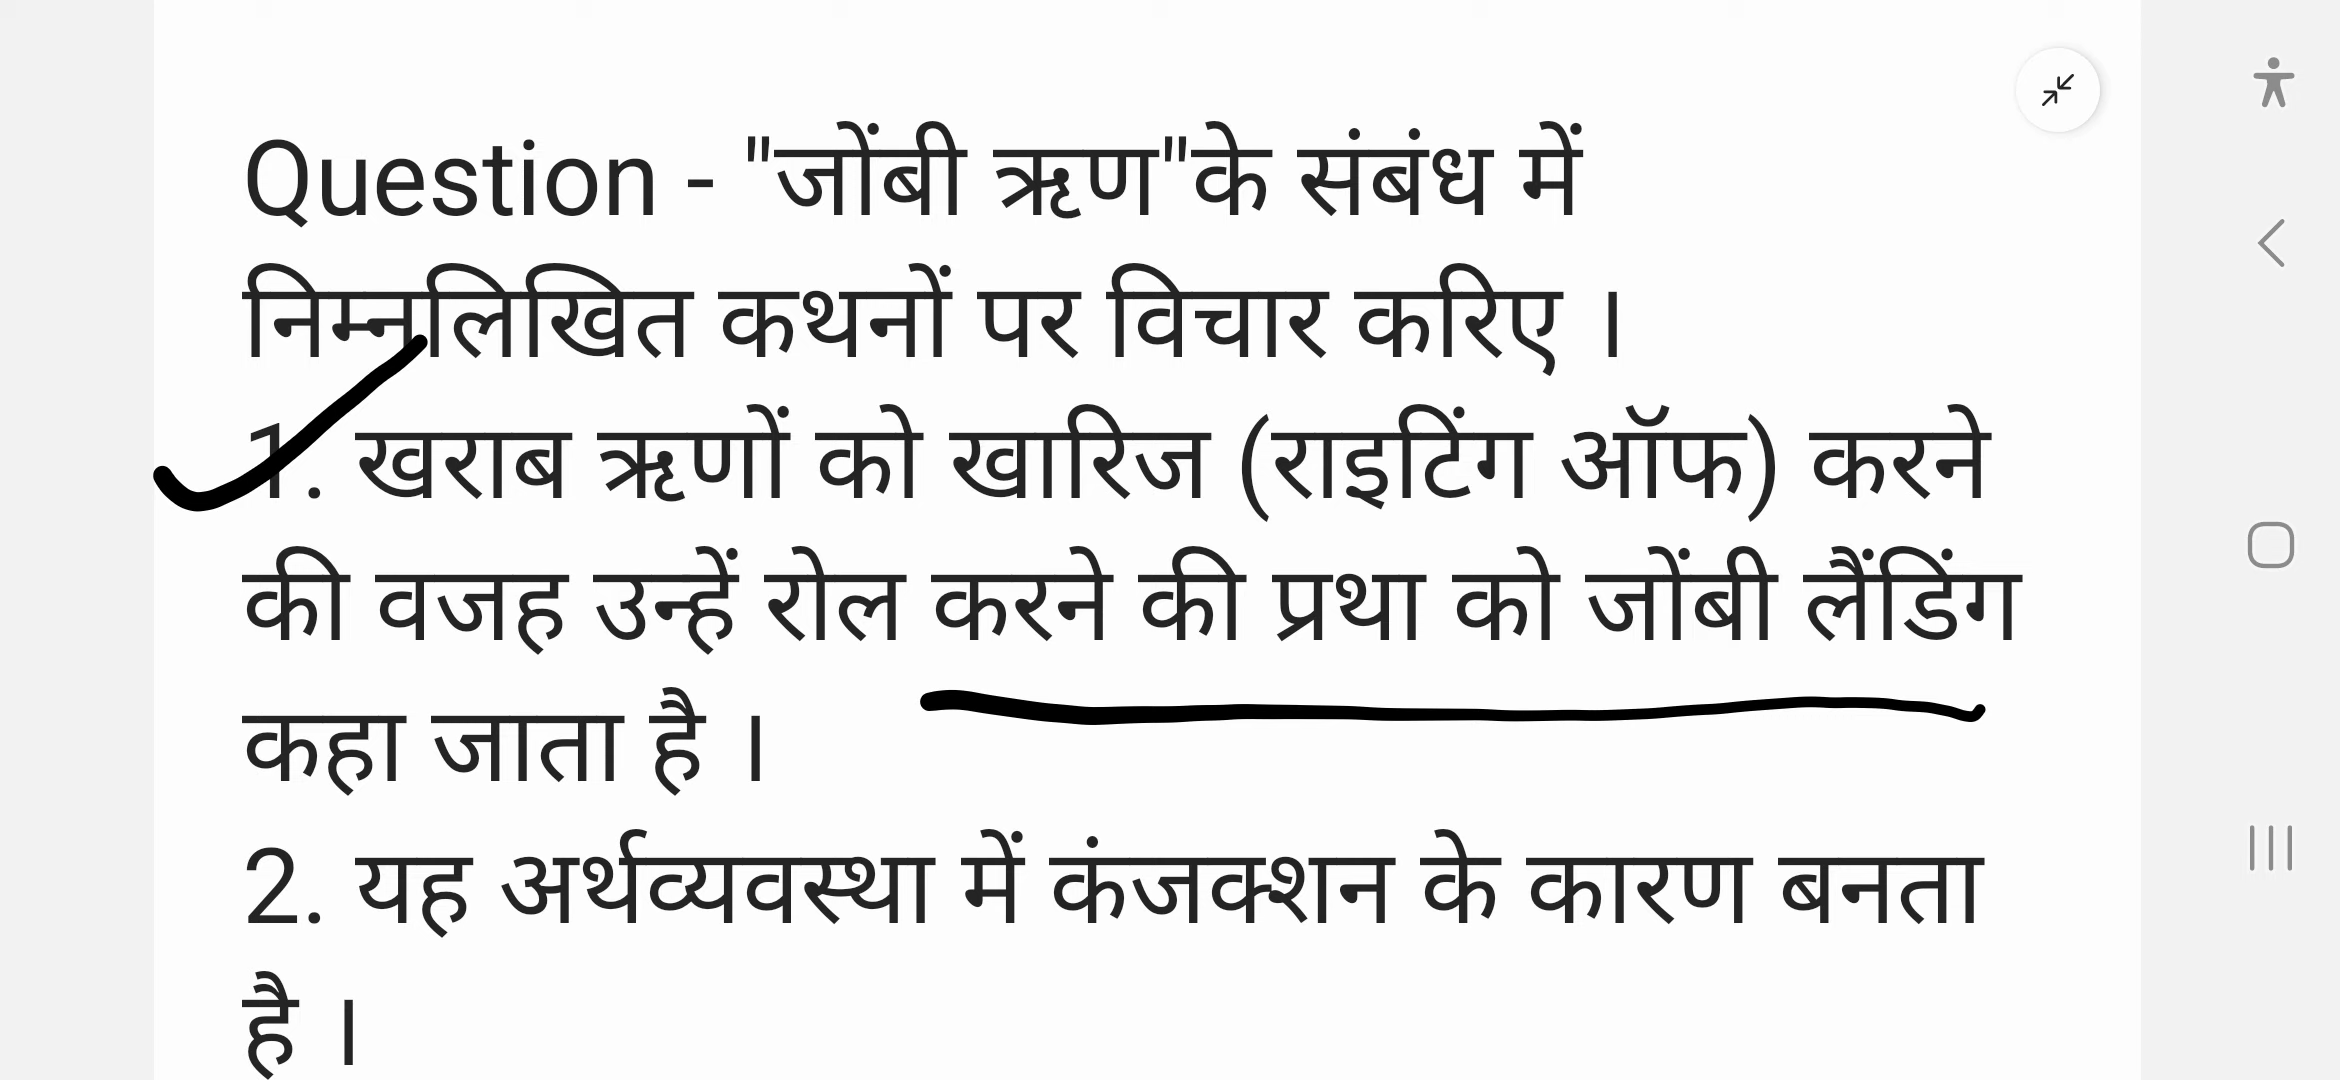 Question - "जोंबी ऋण"के संबंध में
निम्नलिखित कथनों पर विचार करिए ।
1. खराब ऋणों को खारिज (राइटिंग ऑफ) करने
की वजह उन्हें रोल करने की प्रथा को जोंबी लैंडिंग
कहा जाता है ।
2. यह अर्थव्यवस्था में कंजक्शन के कारण बनता
है ।